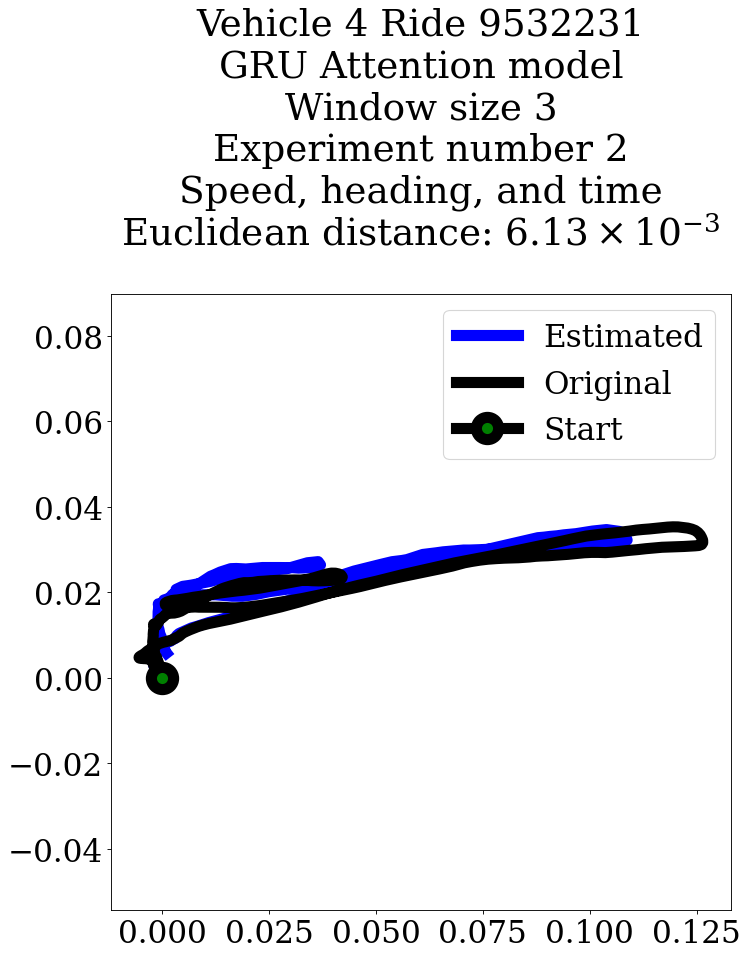 Vehicle 4 Ride 9532231
GRU Attention model
Window size 3
Experiment number 2
Speed, heading, and time
Euclidean distance: 6.13 × 10⁻³
Estimated
Original
Start
0.08
0.06
0.04
0.02
0.00
−0.02
−0.04
0.000 0.025 0.050 0.075 0.100 0.125